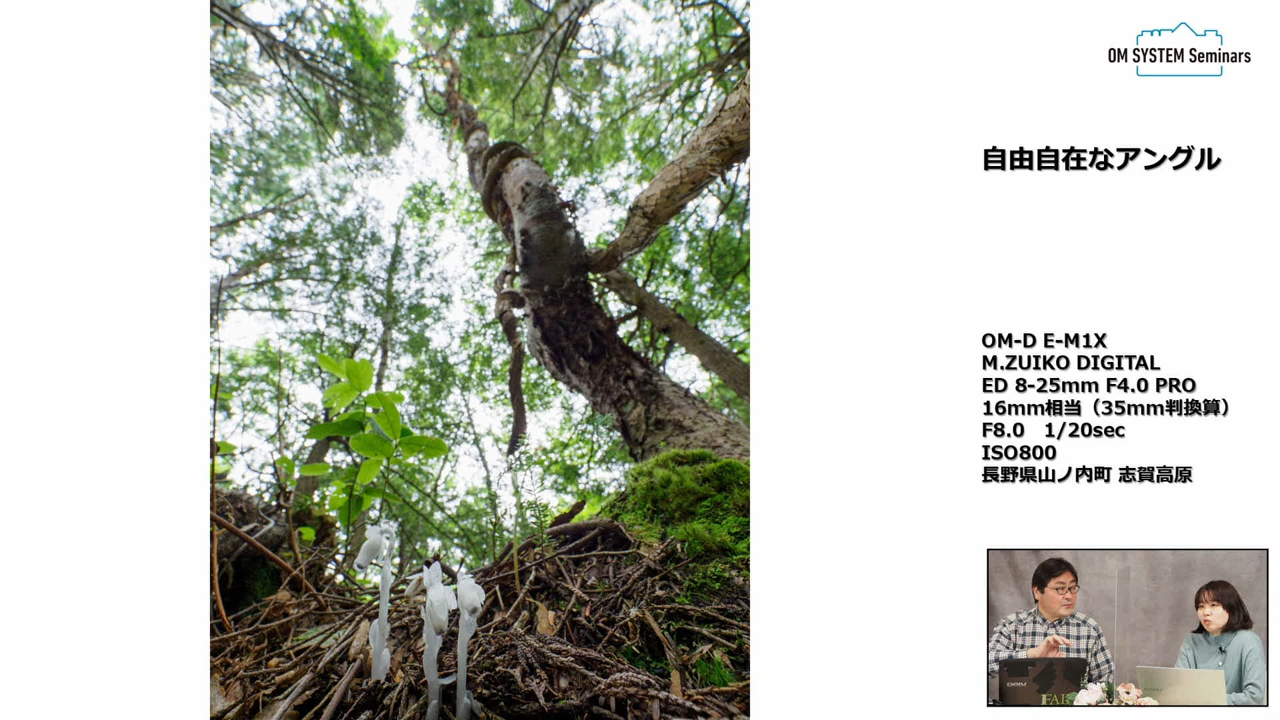 OM SYSTEM Seminars
自由自在なアングル
OM-D E-M1X
M.ZUIKO DIGITAL
ED 8-25mm F4.0 PRO
16mm相当（35mm判換算）
F8.0　1/20sec
ISO800
長野県山ノ内町 志賀高原